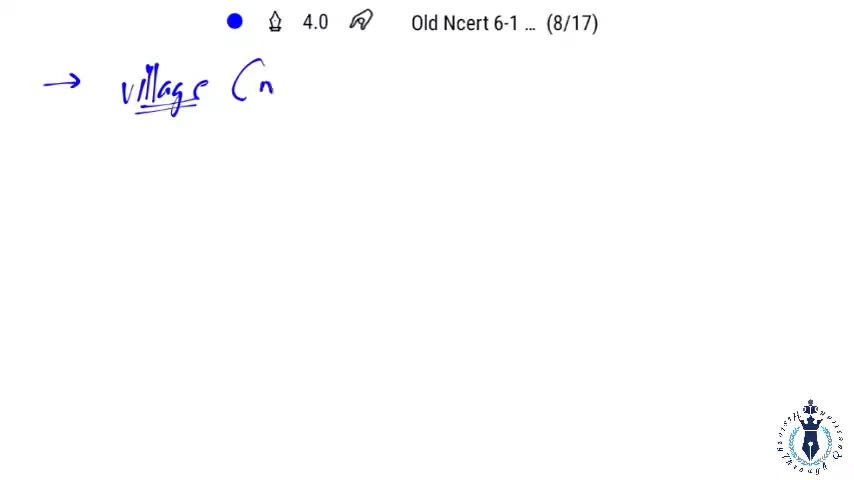 4.0 Old Ncert 6-1 ... (8/17)
→ village (n